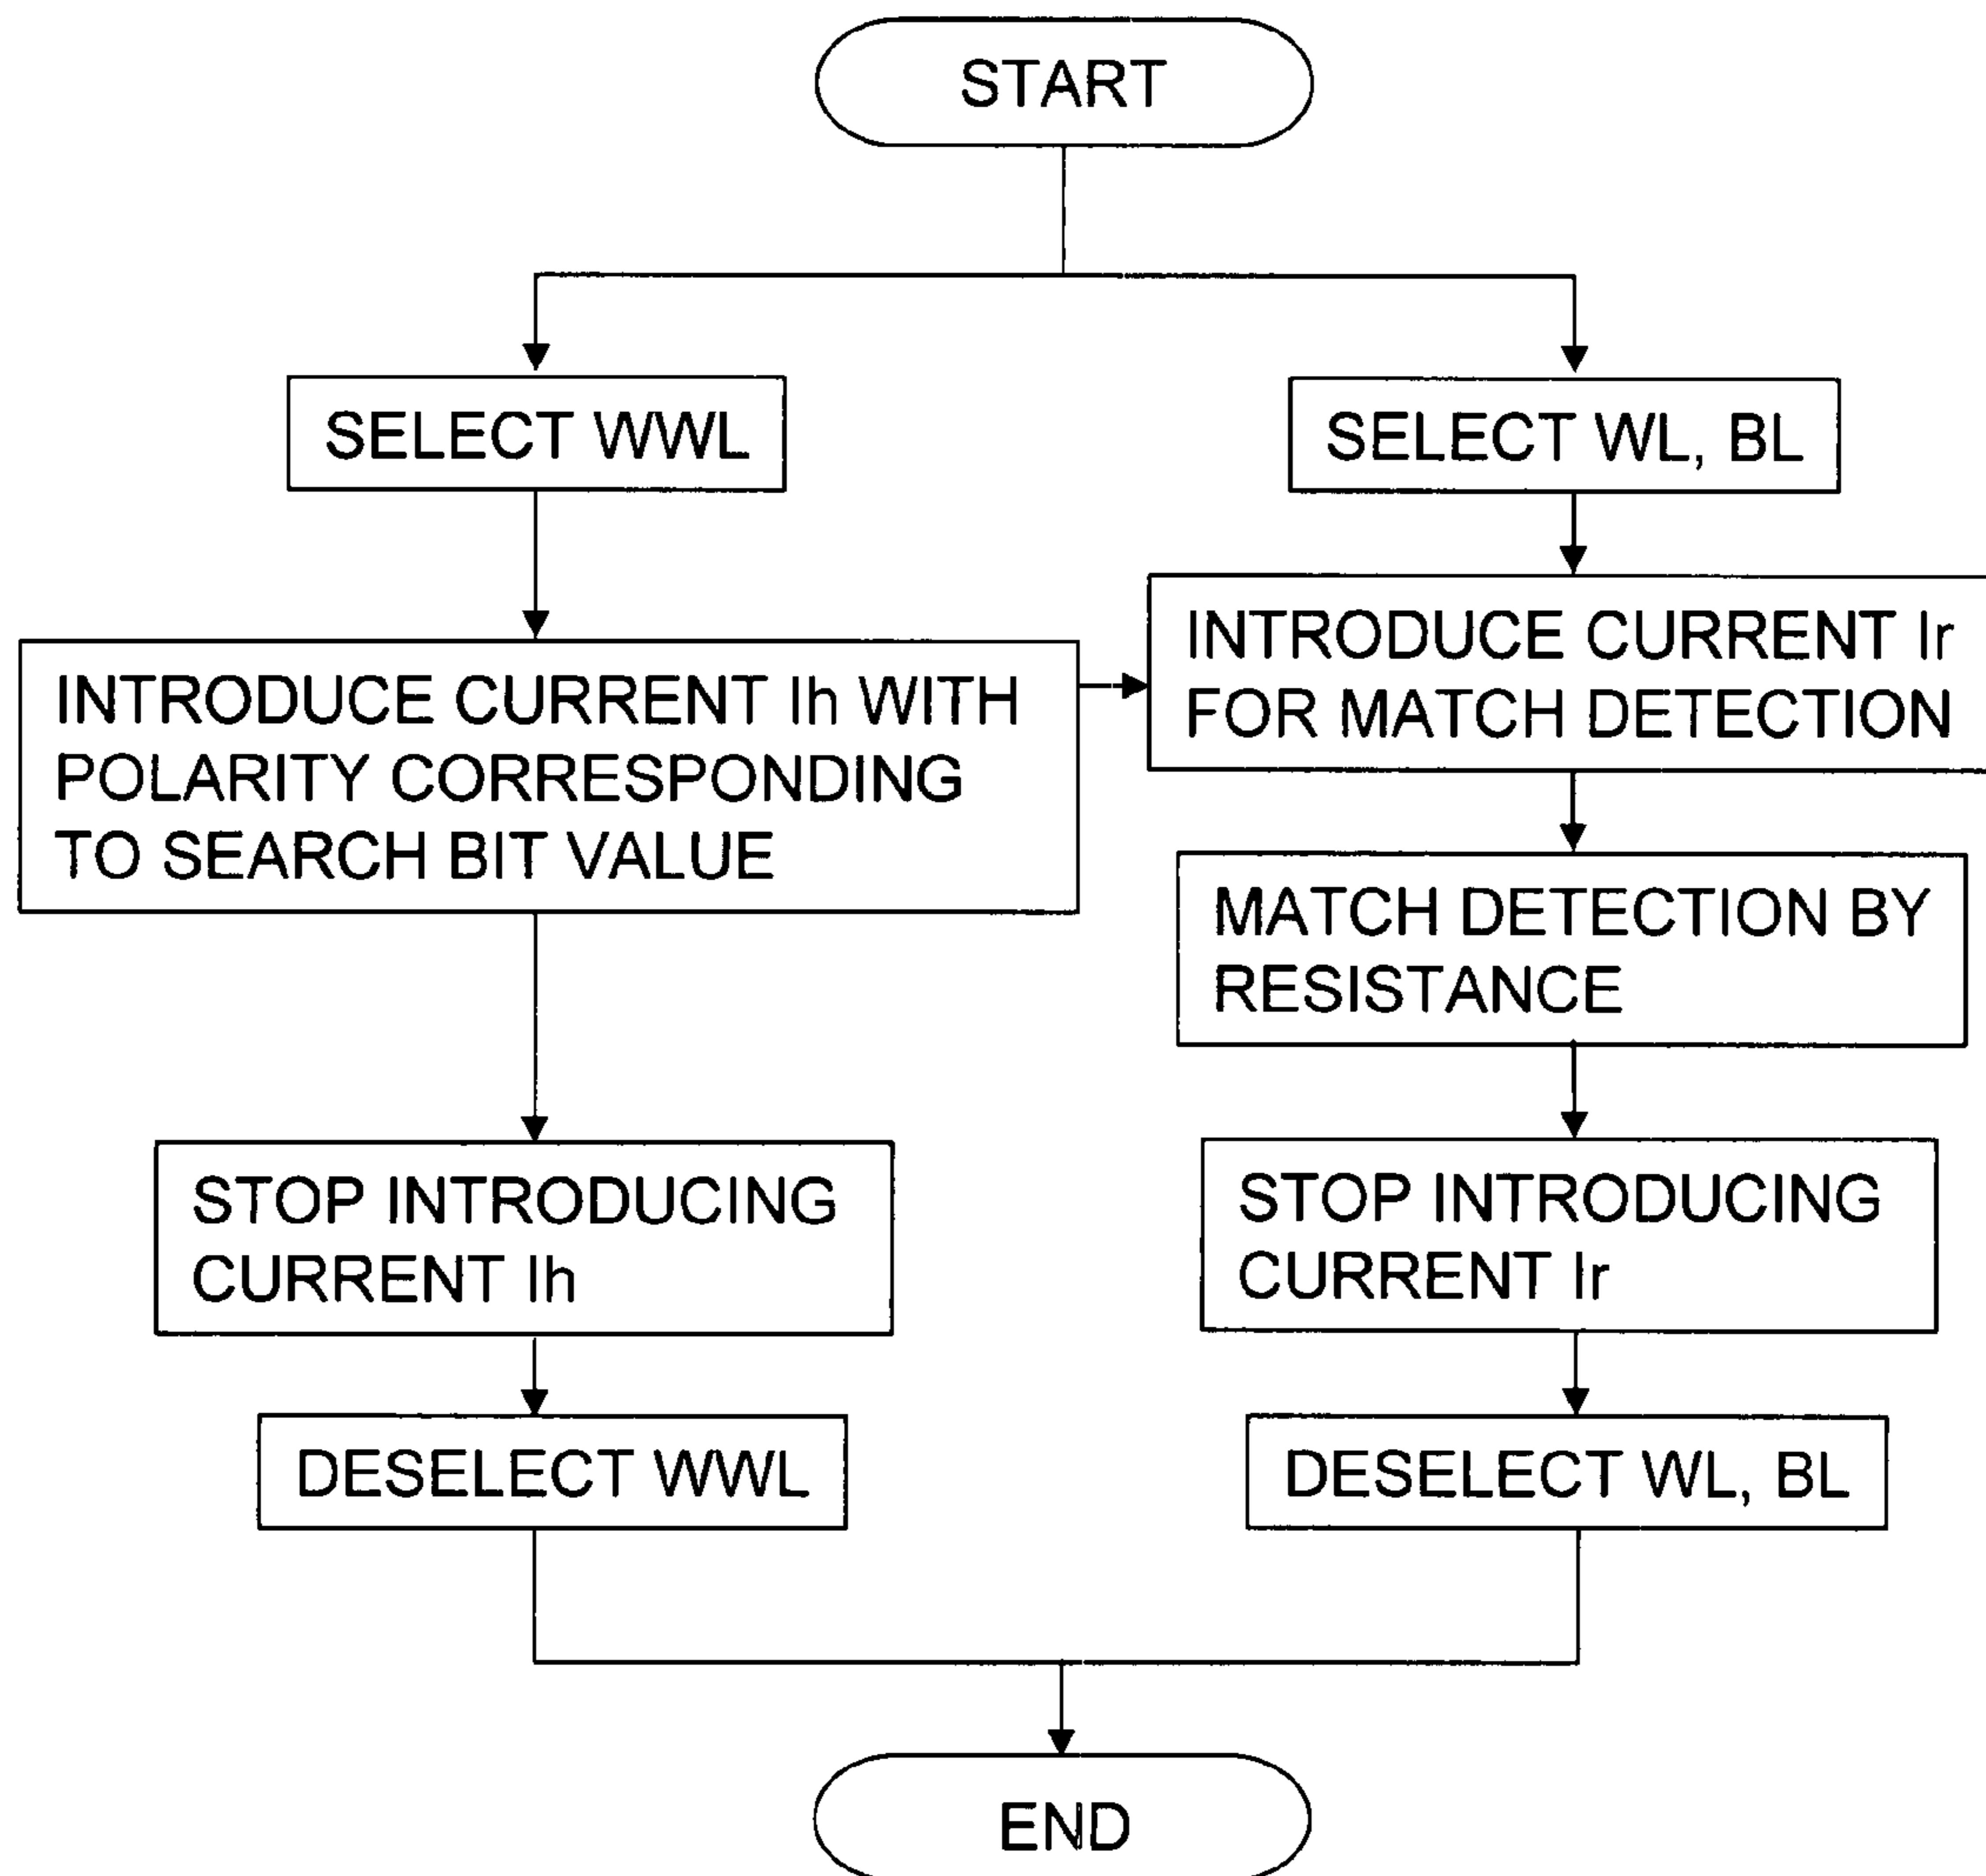 START
SELECT WWL
SELECT WL, BL
INTRODUCE CURRENT Ih WITH
POLARITY CORRESPONDING
TO SEARCH BIT VALUE
INTRODUCE CURRENT Ir
FOR MATCH DETECTION
MATCH DETECTION BY
RESISTANCE
STOP INTRODUCING
CURRENT Ih
STOP INTRODUCING
CURRENT Ir
DESELECT WWL
DESELECT WL, BL
END